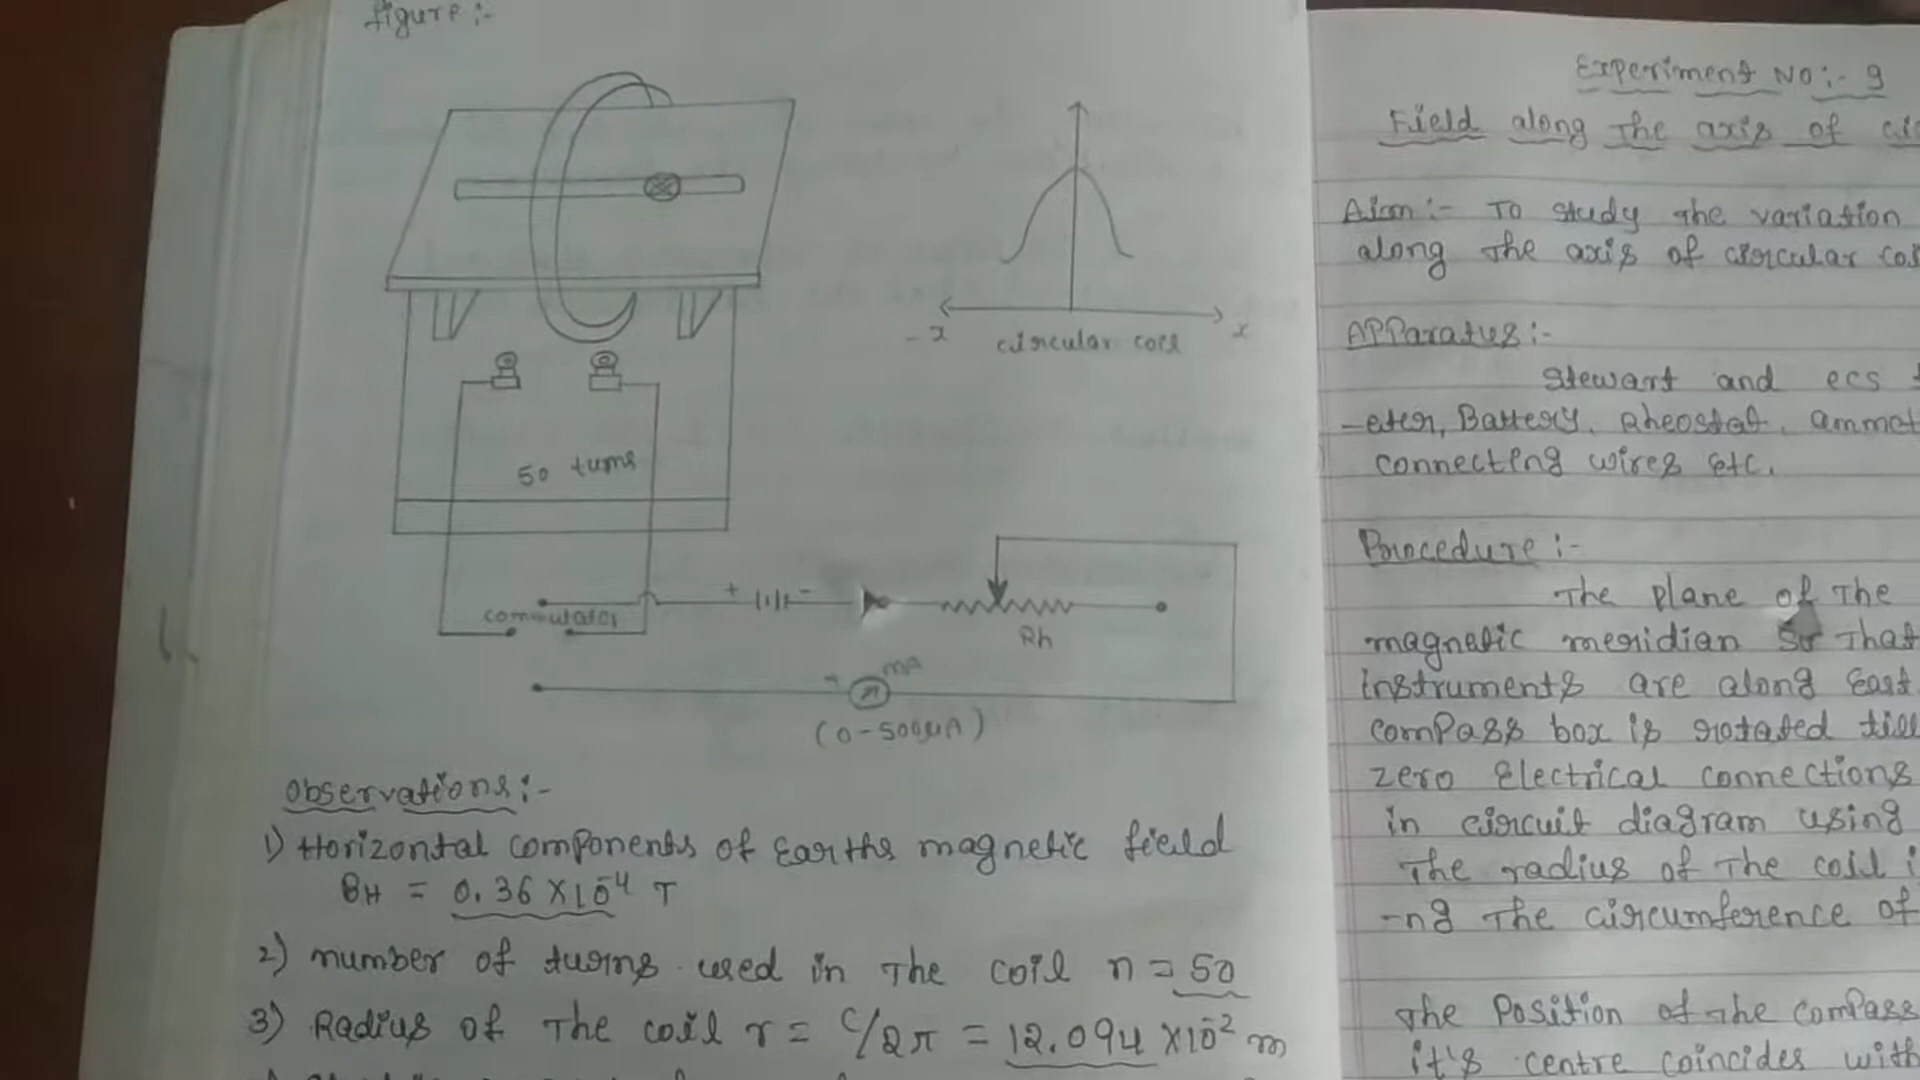 figure :-
-x
x
circular coil
50 turns
commutator
+
-
Rh
+
mA
(0-500µA)
Observations :-
1) Horizontal components of Earths magnetic field
BH = 0.36 x 10⁻⁴ T
2) number of turns used in the coil n = 50
3) Radius of the coil r = c/2π = 12.094 x10⁻² m
Experiment NO :- 9
Field along the axis of
Aim :- To study the variation
along the axis of circular
APParatus :-
Stewart and ecs
-eter, Battery, Rheostat,
connecting wires etc.
Procedure :-
The plane of The
magnetic meridian so That
instruments are along East
comPass box is rotated till
zero Electrical connections
in circuit diagram using
The radius of The coil
-ng The circumference of
The Position of The comPass
it's centre coincides with